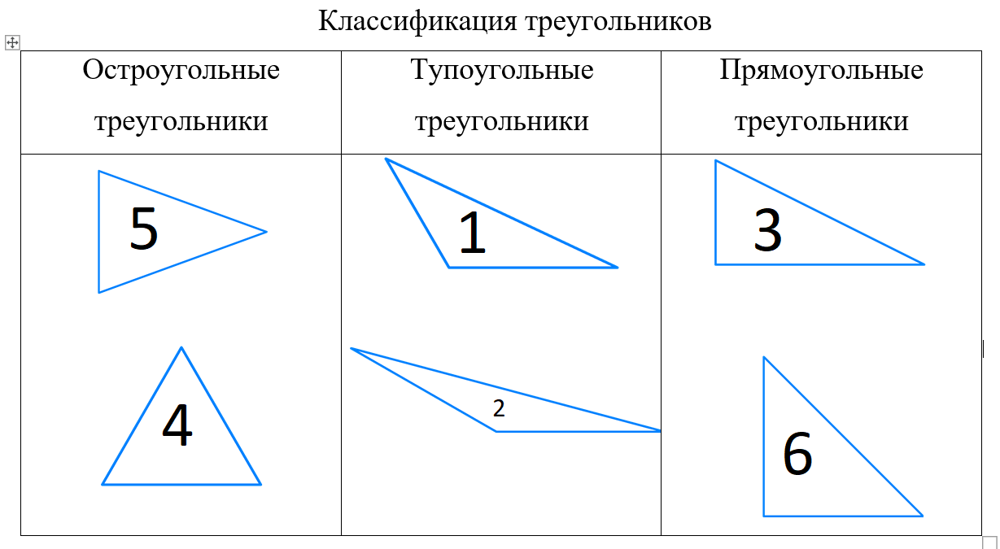 Классификация треугольников
Остроугольные
треугольники
Тупоугольные
треугольники
Прямоугольные
треугольники
5
4
1
2
3
6